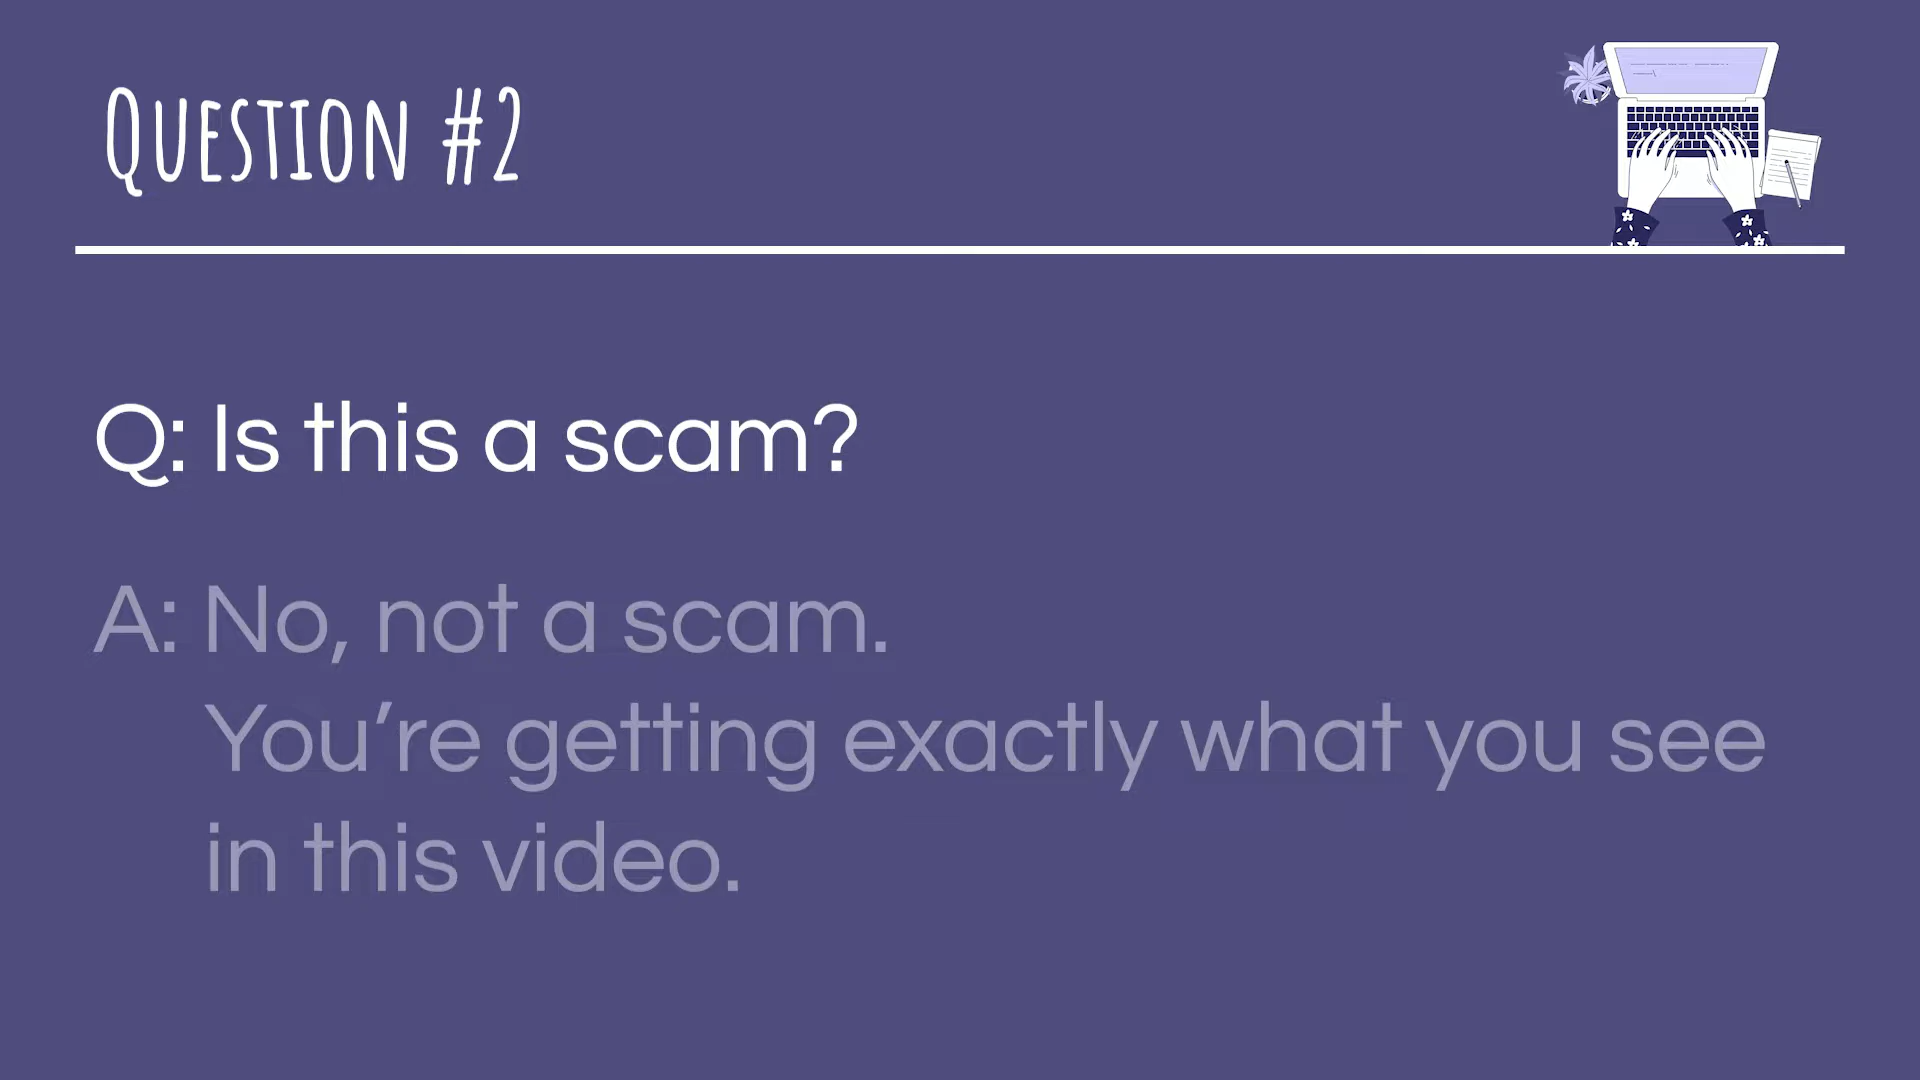 Question #2
Q: Is this a scam?
A: No, not a scam.
You’re getting exactly what you see
in this video.